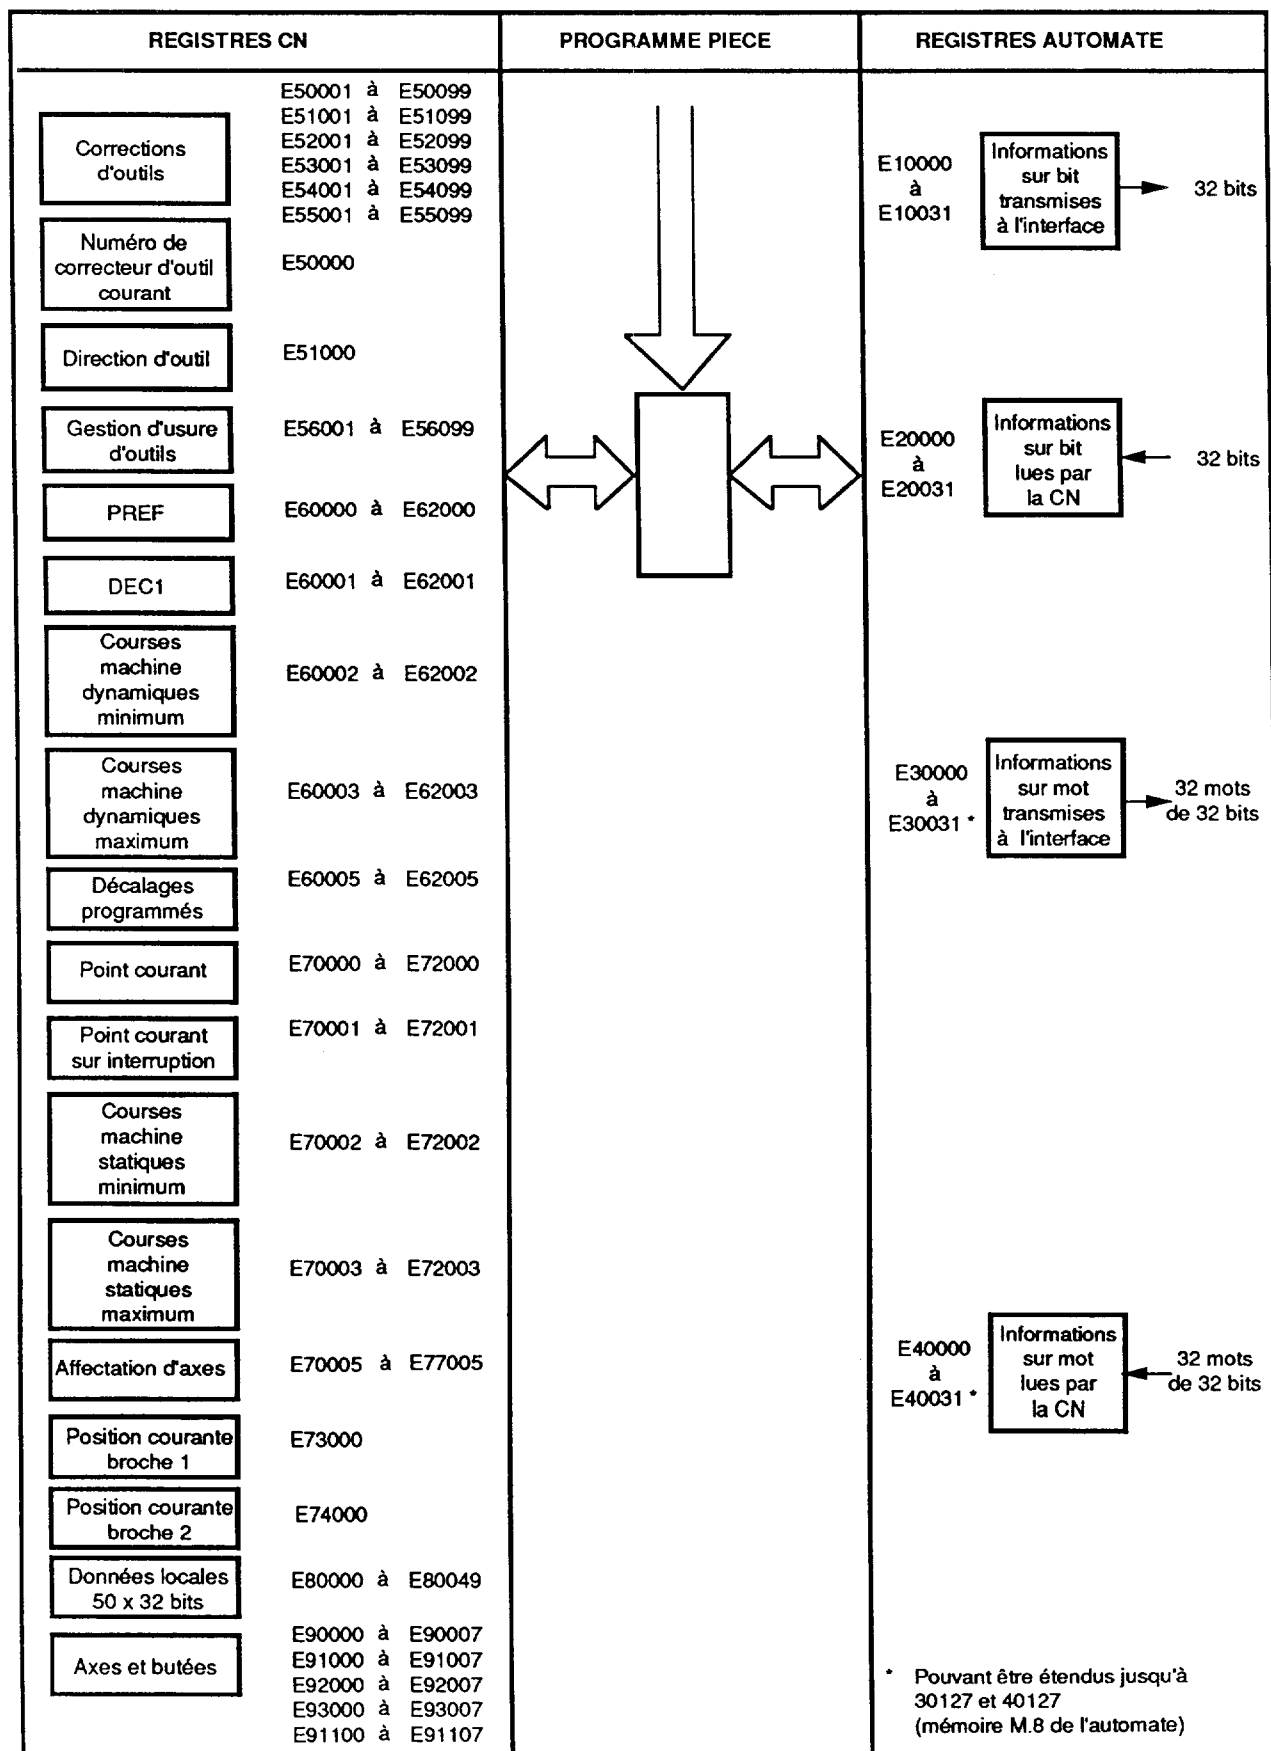 REGISTRES CN
PROGRAMME PIECE
REGISTRES AUTOMATE
Corrections
d'outils
E50001 à E50099
E51001 à E51099
E52001 à E52099
E53001 à E53099
E54001 à E54099
E55001 à E55099
Numéro de
correcteur d'outil
courant
E50000
Direction d'outil
E51000
Gestion d'usure
d'outils
E56001 à E56099
PREF
E60000 à E62000
DEC1
E60001 à E62001
Courses
machine
dynamiques
minimum
E60002 à E62002
Courses
machine
dynamiques
maximum
E60003 à E62003
Décalages
programmés
E60005 à E62005
Point courant
E70000 à E72000
Point courant
sur interruption
E70001 à E72001
Courses
machine
statiques
minimum
E70002 à E72002
Courses
machine
statiques
maximum
E70003 à E72003
Affectation d'axes
E70005 à E77005
Position courante
broche 1
E73000
Position courante
broche 2
E74000
Données locales
50 x 32 bits
E80000 à E80049
Axes et butées
E90000 à E90007
E91000 à E91007
E92000 à E92007
E93000 à E93007
E91100 à E91107
E10000
à
E10031
Informations
sur bit
transmises
à l'interface
32 bits
E20000
à
E20031
Informations
sur bit
lues par
la CN
32 bits
E30000
à
E30031 *
Informations
sur mot
transmises
à l'interface
32 mots
de 32 bits
E40000
à
E40031 *
Informations
sur mot
lues par
la CN
32 mots
de 32 bits
* Pouvant être étendus jusqu'à
30127 et 40127
(mémoire M.8 de l'automate)